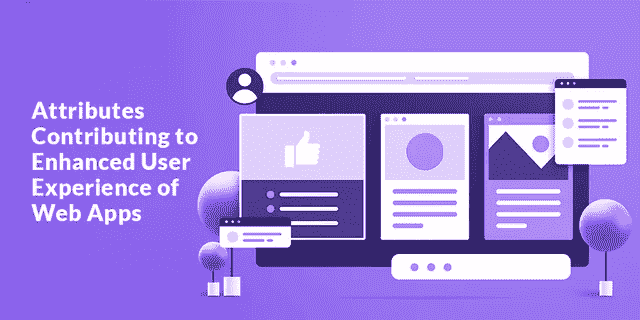 Attributes
Contributing to
Enhanced User
Experience of
Web Apps